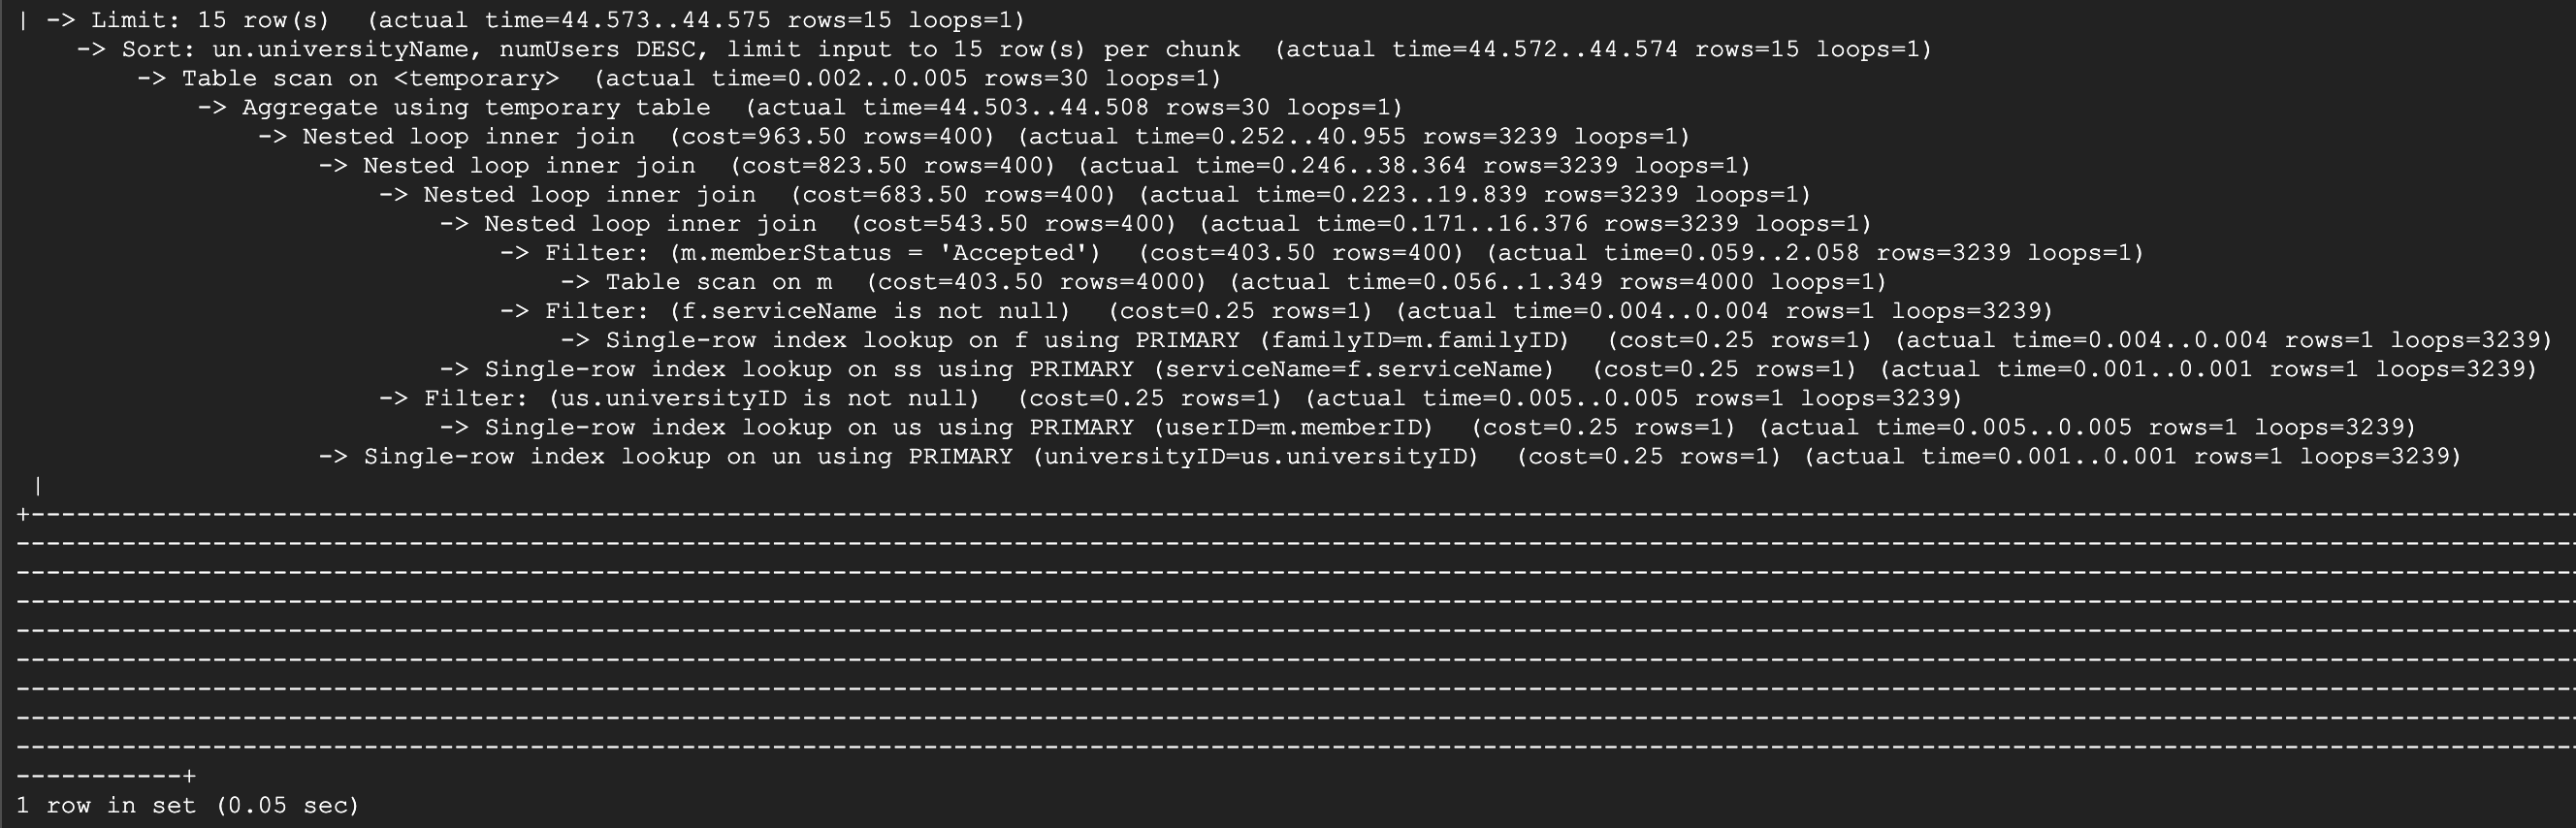 | -> Limit: 15 row(s)  (actual time=44.573..44.575 rows=15 loops=1)
    -> Sort: un.universityName, numUsers DESC, limit input to 15 row(s) per chunk  (actual time=44.572..44.574 rows=15 loops=1)
        -> Table scan on <temporary>  (actual time=0.002..0.005 rows=30 loops=1)
            -> Aggregate using temporary table  (actual time=44.503..44.508 rows=30 loops=1)
                -> Nested loop inner join  (cost=963.50 rows=400) (actual time=0.252..40.955 rows=3239 loops=1)
                    -> Nested loop inner join  (cost=823.50 rows=400) (actual time=0.246..38.364 rows=3239 loops=1)
                        -> Nested loop inner join  (cost=683.50 rows=400) (actual time=0.223..19.839 rows=3239 loops=1)
                            -> Nested loop inner join  (cost=543.50 rows=400) (actual time=0.171..16.376 rows=3239 loops=1)
                                -> Filter: (m.memberStatus = 'Accepted')  (cost=403.50 rows=400) (actual time=0.059..2.058 rows=3239 loops=1)
                                    -> Table scan on m  (cost=403.50 rows=4000) (actual time=0.056..1.349 rows=4000 loops=1)
                                -> Filter: (f.serviceName is not null)  (cost=0.25 rows=1) (actual time=0.004..0.004 rows=1 loops=3239)
                                    -> Single-row index lookup on f using PRIMARY (familyID=m.familyID)  (cost=0.25 rows=1) (actual time=0.004..0.004 rows=1 loops=3239)
                            -> Single-row index lookup on ss using PRIMARY (serviceName=f.serviceName)  (cost=0.25 rows=1) (actual time=0.001..0.001 rows=1 loops=3239)
                        -> Filter: (us.universityID is not null)  (cost=0.25 rows=1) (actual time=0.005..0.005 rows=1 loops=3239)
                            -> Single-row index lookup on us using PRIMARY (userID=m.memberID)  (cost=0.25 rows=1) (actual time=0.005..0.005 rows=1 loops=3239)
                    -> Single-row index lookup on un using PRIMARY (universityID=us.universityID)  (cost=0.25 rows=1) (actual time=0.001..0.001 rows=1 loops=3239)
 |
1 row in set (0.05 sec)